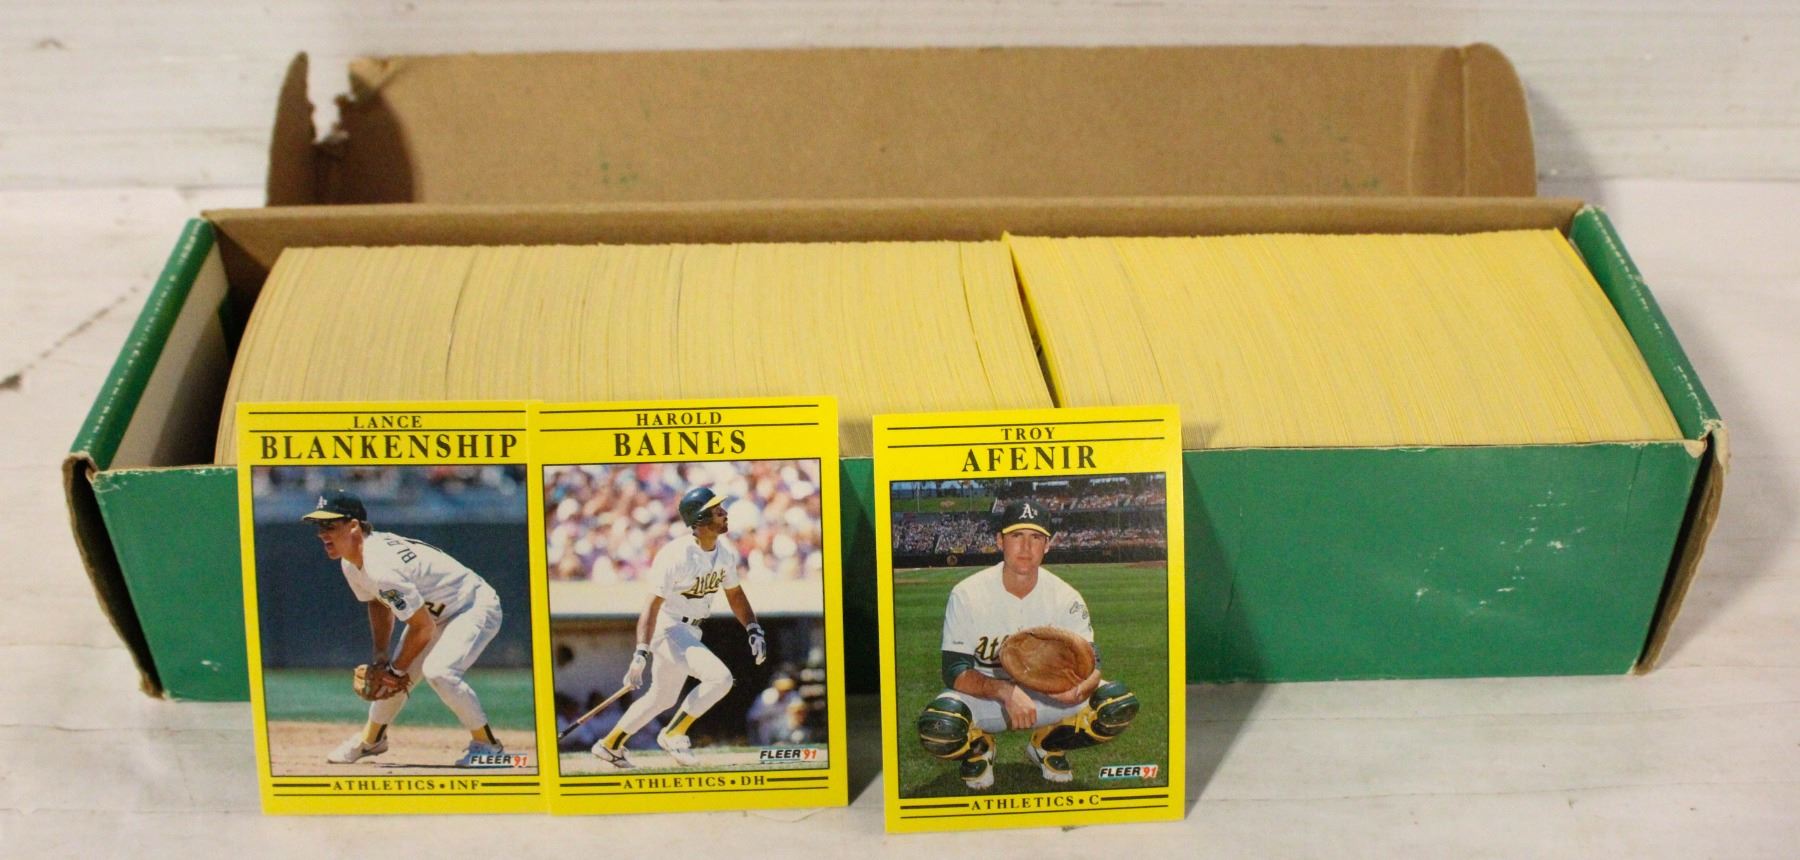 LANCE
BLANKENSHIP
FLEER '91
ATHLETICS • INF
HAROLD
BAINES
FLEER '91
ATHLETICS • DH
TROY
AFENIR
A's
FLEER '91
ATHLETICS • C